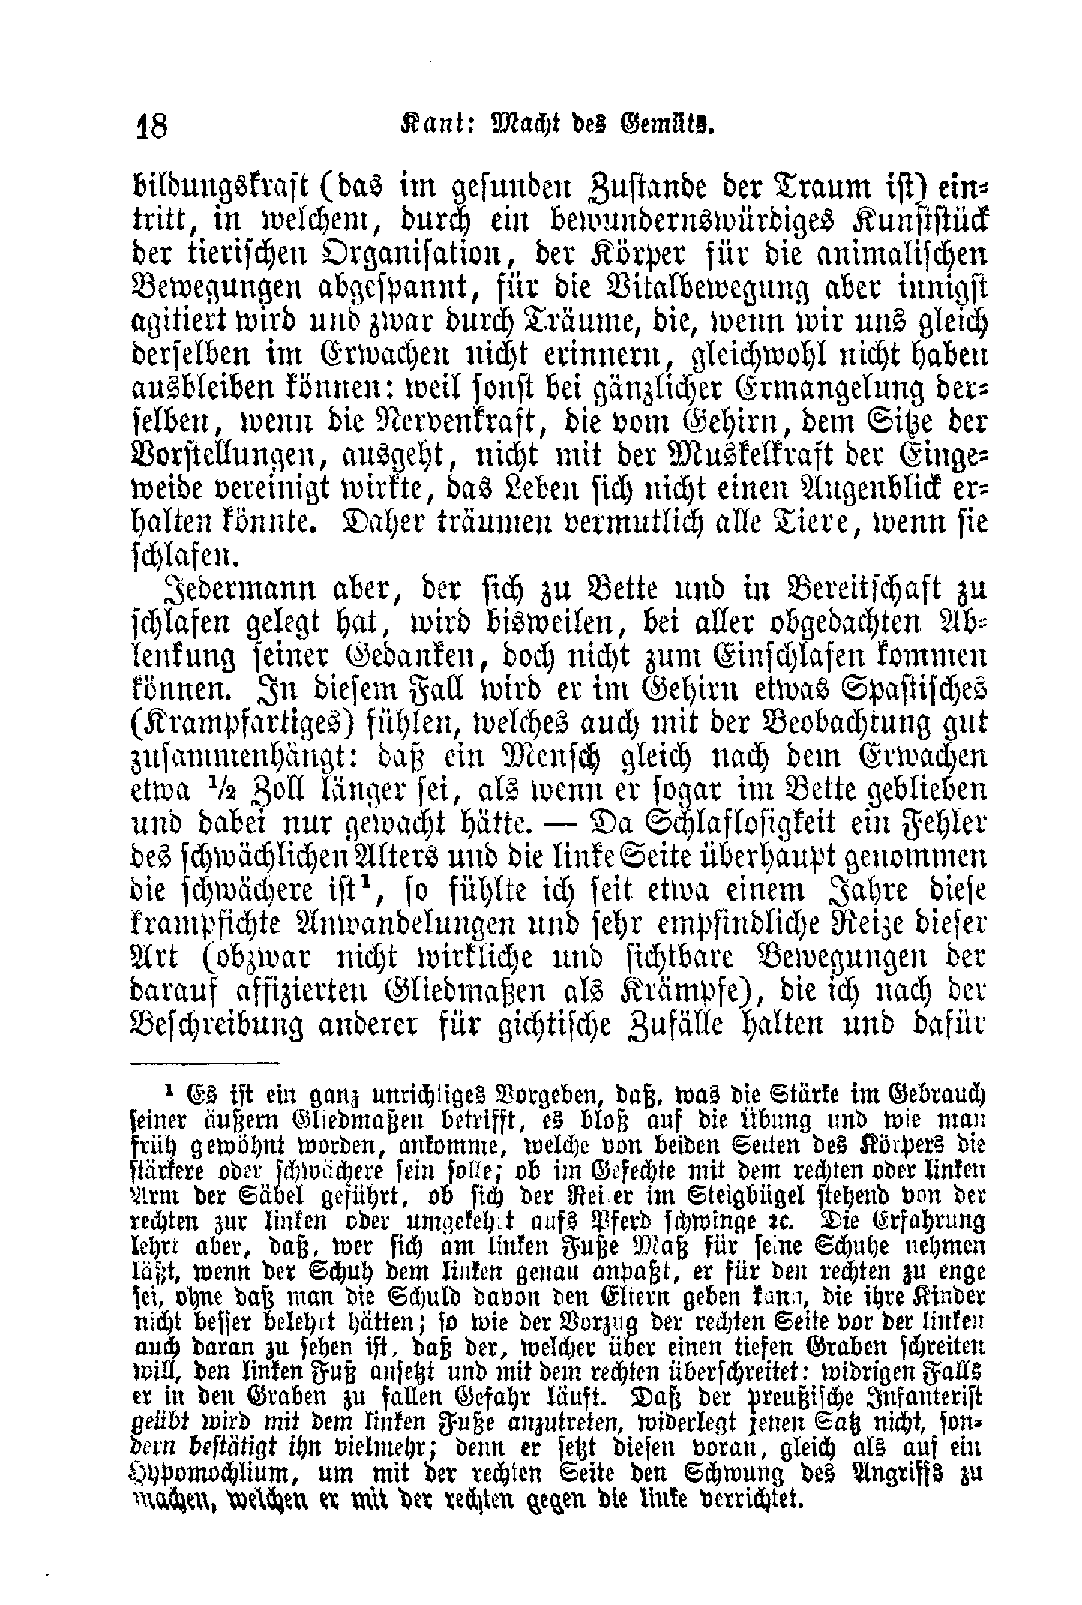 18 Kant: Macht des Gemüts.
bildungskraft (das im gesunden Zustande der Traum ist) ein-
tritt, in welchem, durch ein bewundernswürdiges Kunststück
der tierischen Organisation, der Körper für die animalischen
Bewegungen abgespannt, für die Vitalbewegung aber innigst
agitiert wird und zwar durch Träume, die, wenn wir uns gleich
derselben im Erwachen nicht erinnern, gleichwohl nicht haben
ausbleiben können: weil sonst bei gänzlicher Ermangelung der-
selben, wenn die Nervenkraft, die vom Gehirn, dem Sitze der
Vorstellungen, ausgeht, nicht mit der Muskelkraft der Einge-
weide vereinigt wirkte, das Leben sich nicht einen Augenblick er-
halten könnte. Daher träumen vermutlich alle Tiere, wenn sie
schlafen.
Jedermann aber, der sich zu Bette und in Bereitschaft zu
schlafen gelegt hat, wird bisweilen, bei aller obgedachten Ab-
lenkung seiner Gedanken, doch nicht zum Einschlafen kommen
können. In diesem Fall wird er im Gehirn etwas Spastisches
(Krampfartiges) fühlen, welches auch mit der Beobachtung gut
zusammenhängt: daß ein Mensch gleich nach dem Erwachen
etwa ½ Zoll länger sei, als wenn er sogar im Bette geblieben
und dabei nur gewacht hätte. — Da Schlaflosigkeit ein Fehler
des schwächlichen Alters und die linke Seite überhaupt genommen
die schwächere ist¹, so fühlte ich seit etwa einem Jahre diese
krampfichte Anwandelungen und sehr empfindliche Reize dieser
Art (obzwar nicht wirkliche und sichtbare Bewegungen der
darauf affizierten Gliedmaßen als Krämpfe), die ich nach der
Beschreibung anderer für gichtische Zufälle halten und dafür
¹ Es ist ein ganz unrichtiges Vorgeben, daß, was die Stärke im Gebrauch
seiner äußern Gliedmaßen betrifft, es bloß auf die Übung und wie man
früh gewöhnt worden, ankomme, welche von beiden Seiten des Körpers die
stärkere oder schwächere sein solle; ob im Gefechte mit dem rechten oder linken
Arm der Säbel geführt, ob sich der Reiter im Steigbügel stehend von der
rechten zur linken oder umgekehrt aufs Pferd schwinge ꝛc. Die Erfahrung
lehrt aber, daß, wer sich am linken Fuße Maß für seine Schuhe nehmen
läßt, wenn der Schuh dem linken genau anpaßt, er für den rechten zu enge
sei, ohne daß man die Schuld davon den Eltern geben kann, die ihre Kinder
nicht besser belehrt hätten; so wie der Vorzug der rechten Seite vor der linken
auch daran zu sehen ist, daß der, welcher über einen tiefen Graben schreiten
will, den linken Fuß ansetzt und mit dem rechten überschreitet: widrigen Falls
er in den Graben zu fallen Gefahr läuft. Daß der preußische Infanterist
geübt wird mit dem linken Fuße anzutreten, widerlegt jenen Satz nicht, son-
dern bestätigt ihn vielmehr; denn er setzt diesen voran, gleich als auf ein
Hypomochlium, um mit der rechten Seite den Schwung des Angriffs zu
machen, welchen er mit der rechten gegen die linke verrichtet.